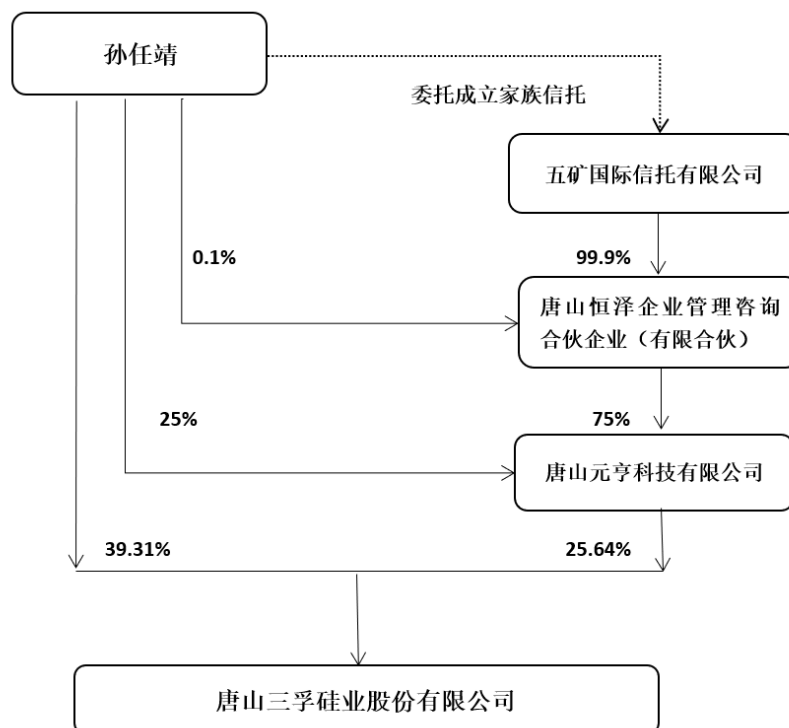 孙任靖
委托成立家族信托
五矿国际信托有限公司
0.1%
99.9%
唐山恒泽企业管理咨询
合伙企业（有限合伙）
25%
75%
唐山元亨科技有限公司
39.31%
25.64%
唐山三孚硅业股份有限公司